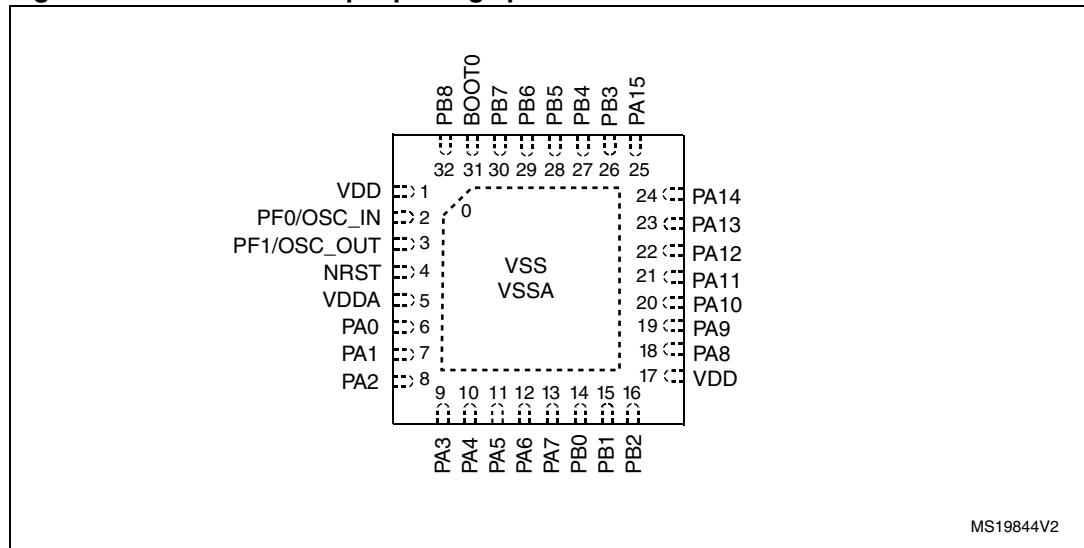 PB8
BOOT0
PB7
PB6
PB5
PB4
PB3
PA15
32 31 30 29 28 27 26 25
VDD 1
PF0/OSC_IN 2
PF1/OSC_OUT 3
NRST 4
VDDA 5
PA0 6
PA1 7
PA2 8
0
VSS
VSSA
24 PA14
23 PA13
22 PA12
21 PA11
20 PA10
19 PA9
18 PA8
17 VDD
9 10 11 12 13 14 15 16
PA3
PA4
PA5
PA6
PA7
PB0
PB1
PB2
MS19844V2